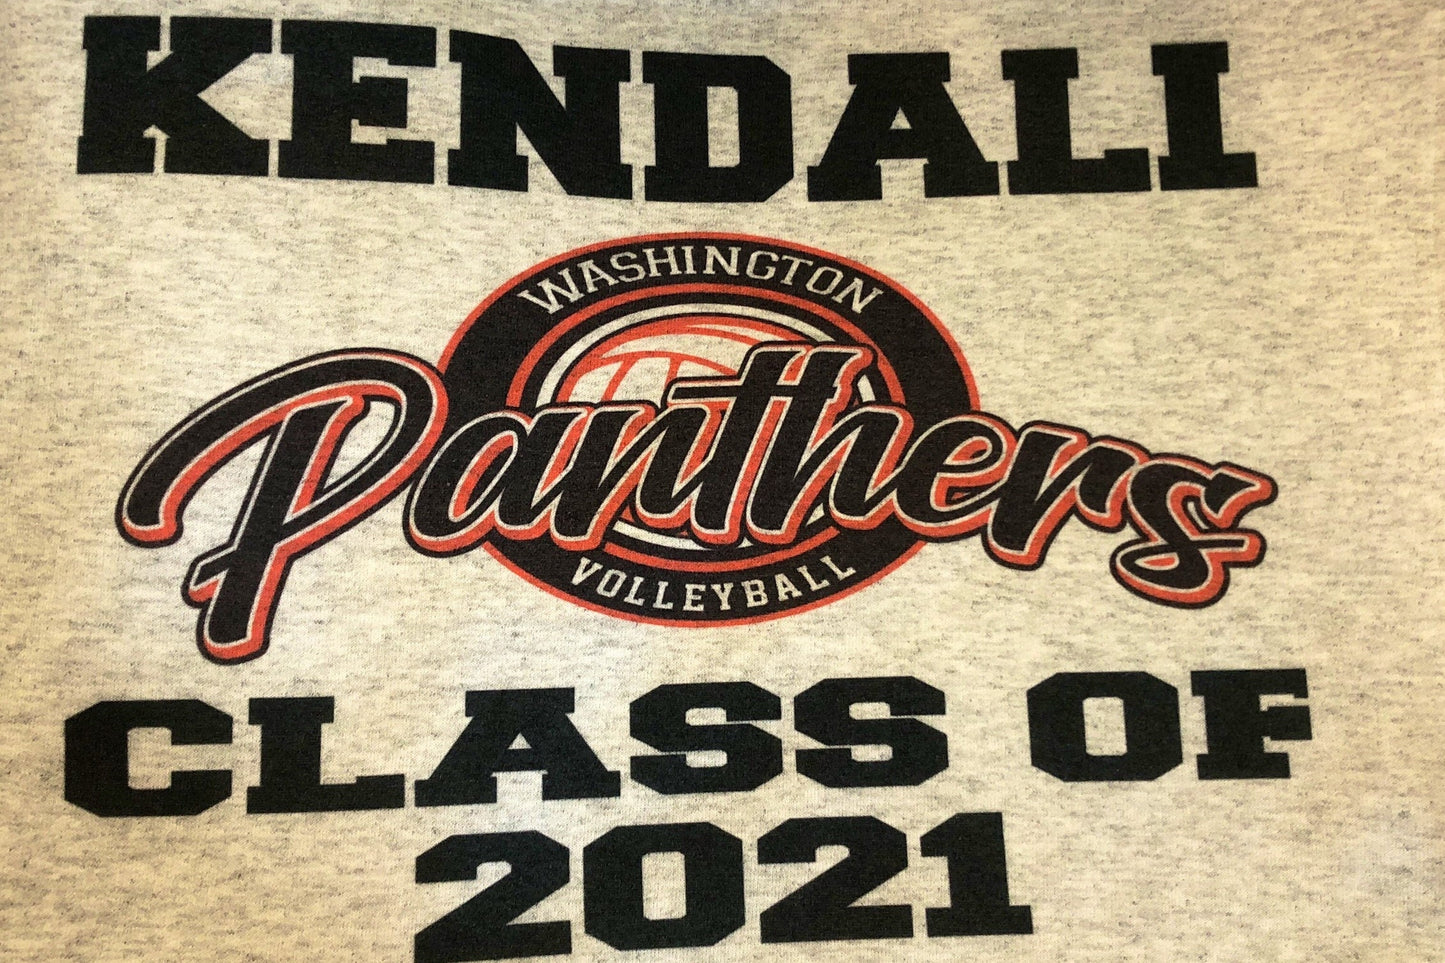 KENDALI
WASHINGTON
Panthers
VOLLEYBALL
CLASS OF
2021